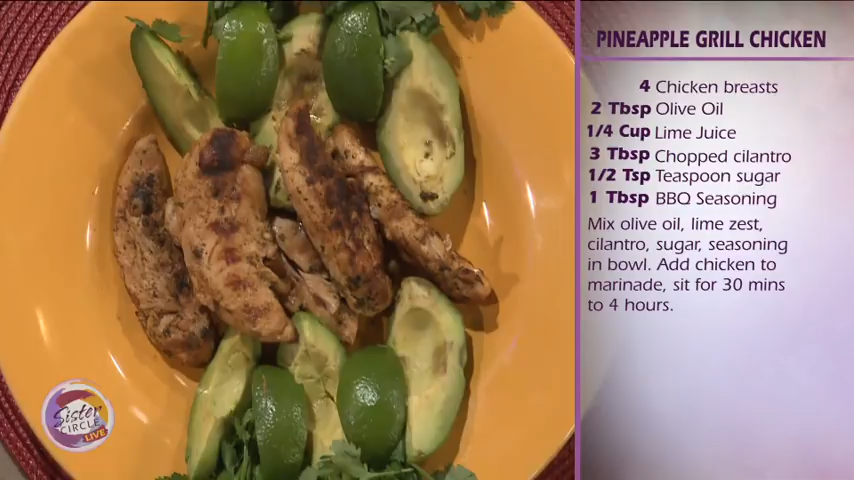 PINEAPPLE GRILL CHICKEN
4 Chicken breasts
2 Tbsp Olive Oil
1/4 Cup Lime Juice
3 Tbsp Chopped cilantro
1/2 Tsp Teaspoon sugar
1 Tbsp BBQ Seasoning
Mix olive oil, lime zest,
cilantro, sugar, seasoning
in bowl. Add chicken to
marinade, sit for 30 mins
to 4 hours.
Sister
CIRCLE
LIVE